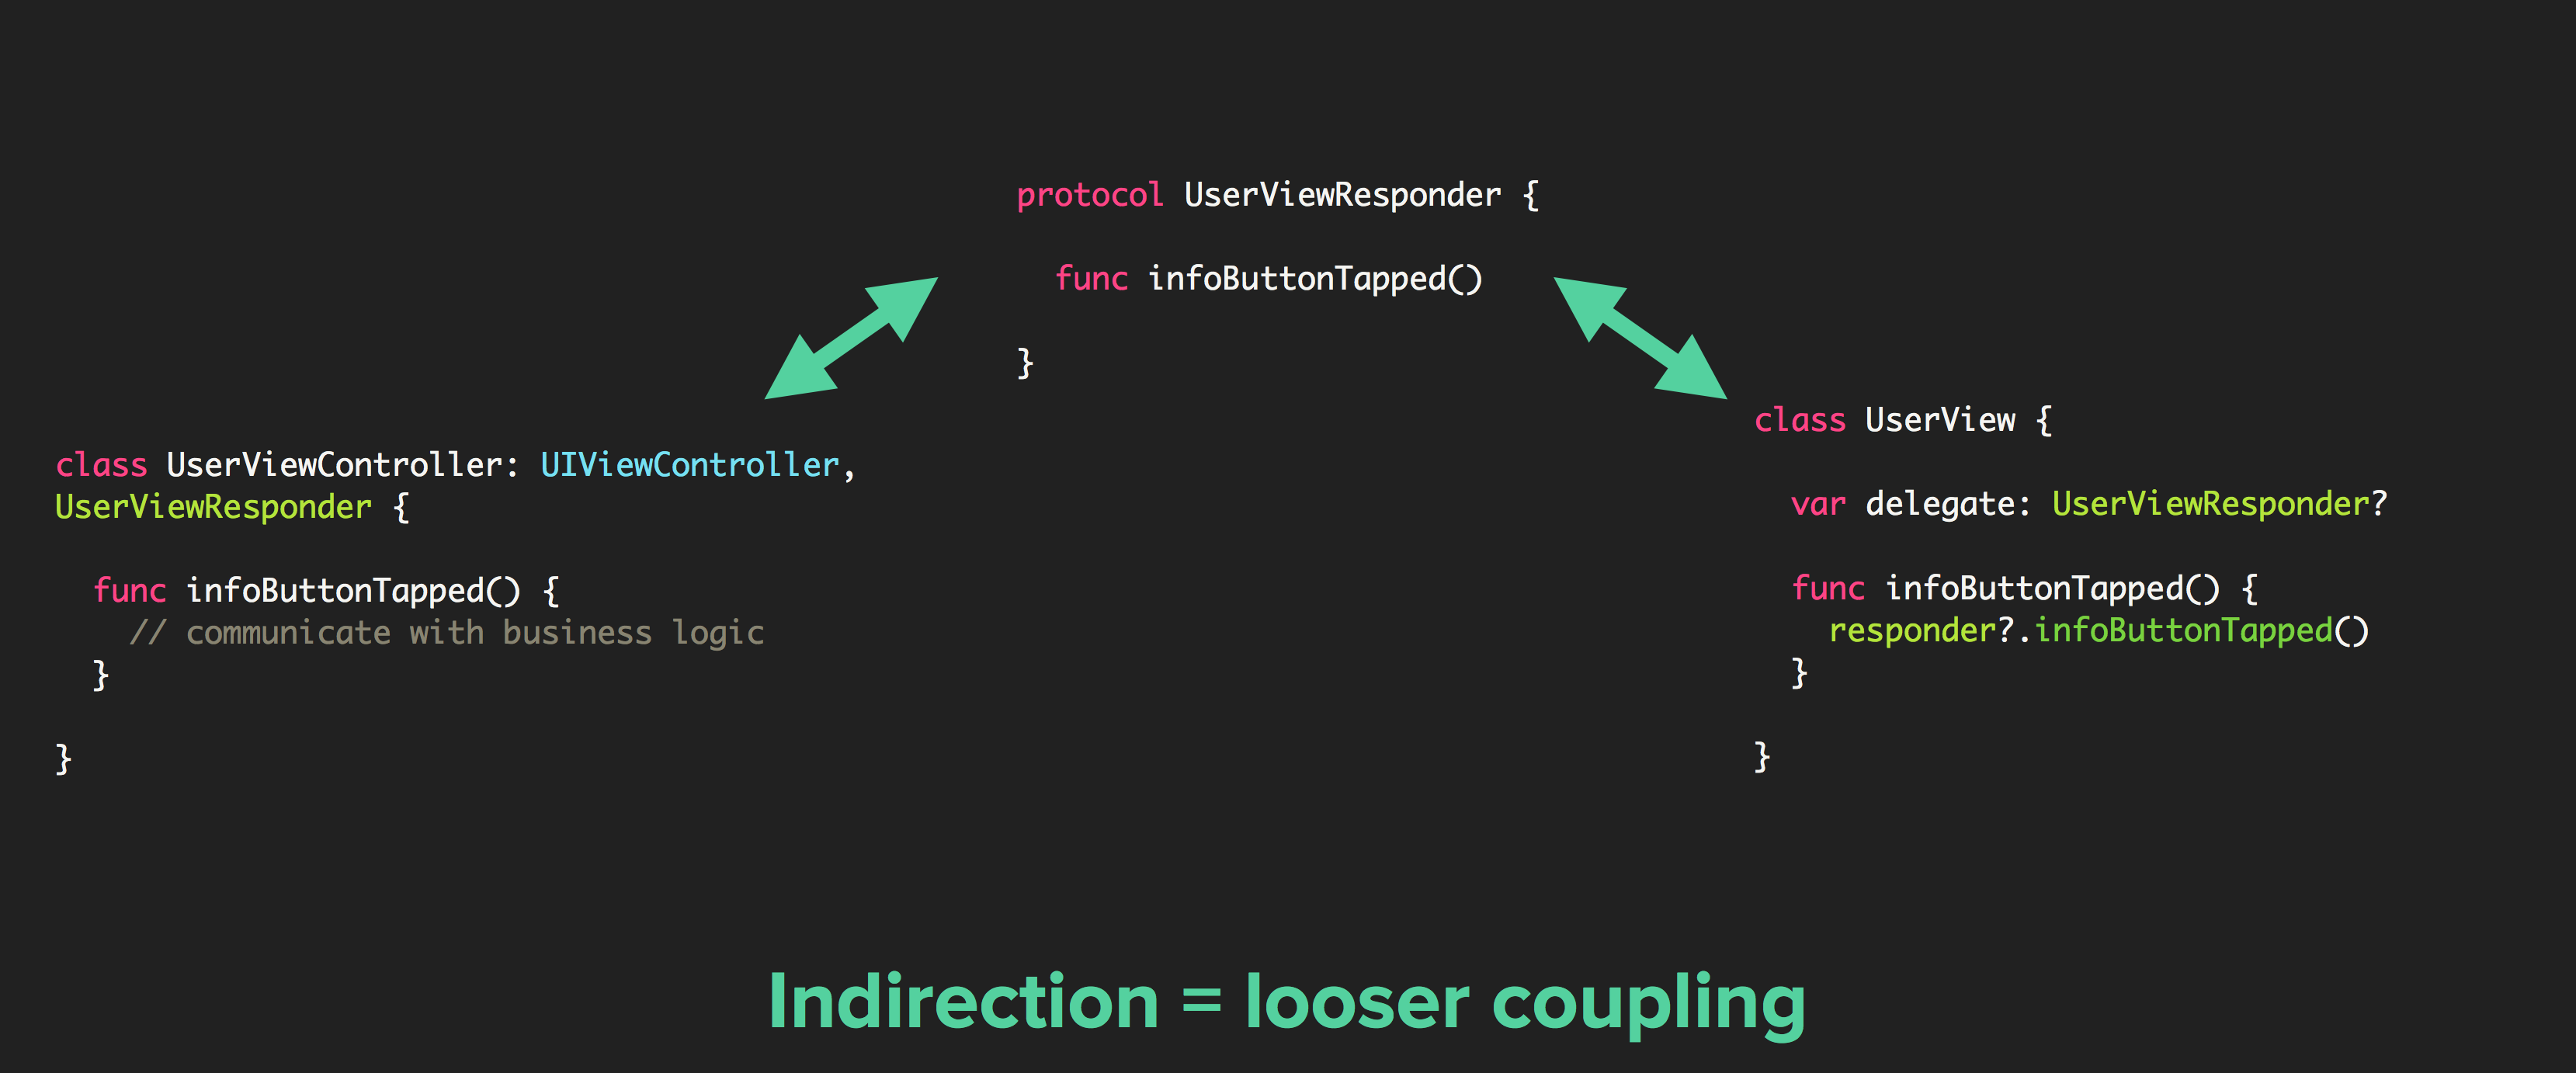 protocol UserViewResponder {
func infoButtonTapped()
}
class UserViewController: UIViewController,
UserViewResponder {
func infoButtonTapped() {
// communicate with business logic
}
}
class UserView {
var delegate: UserViewResponder?
func infoButtonTapped() {
responder?.infoButtonTapped()
}
}
Indirection = looser coupling